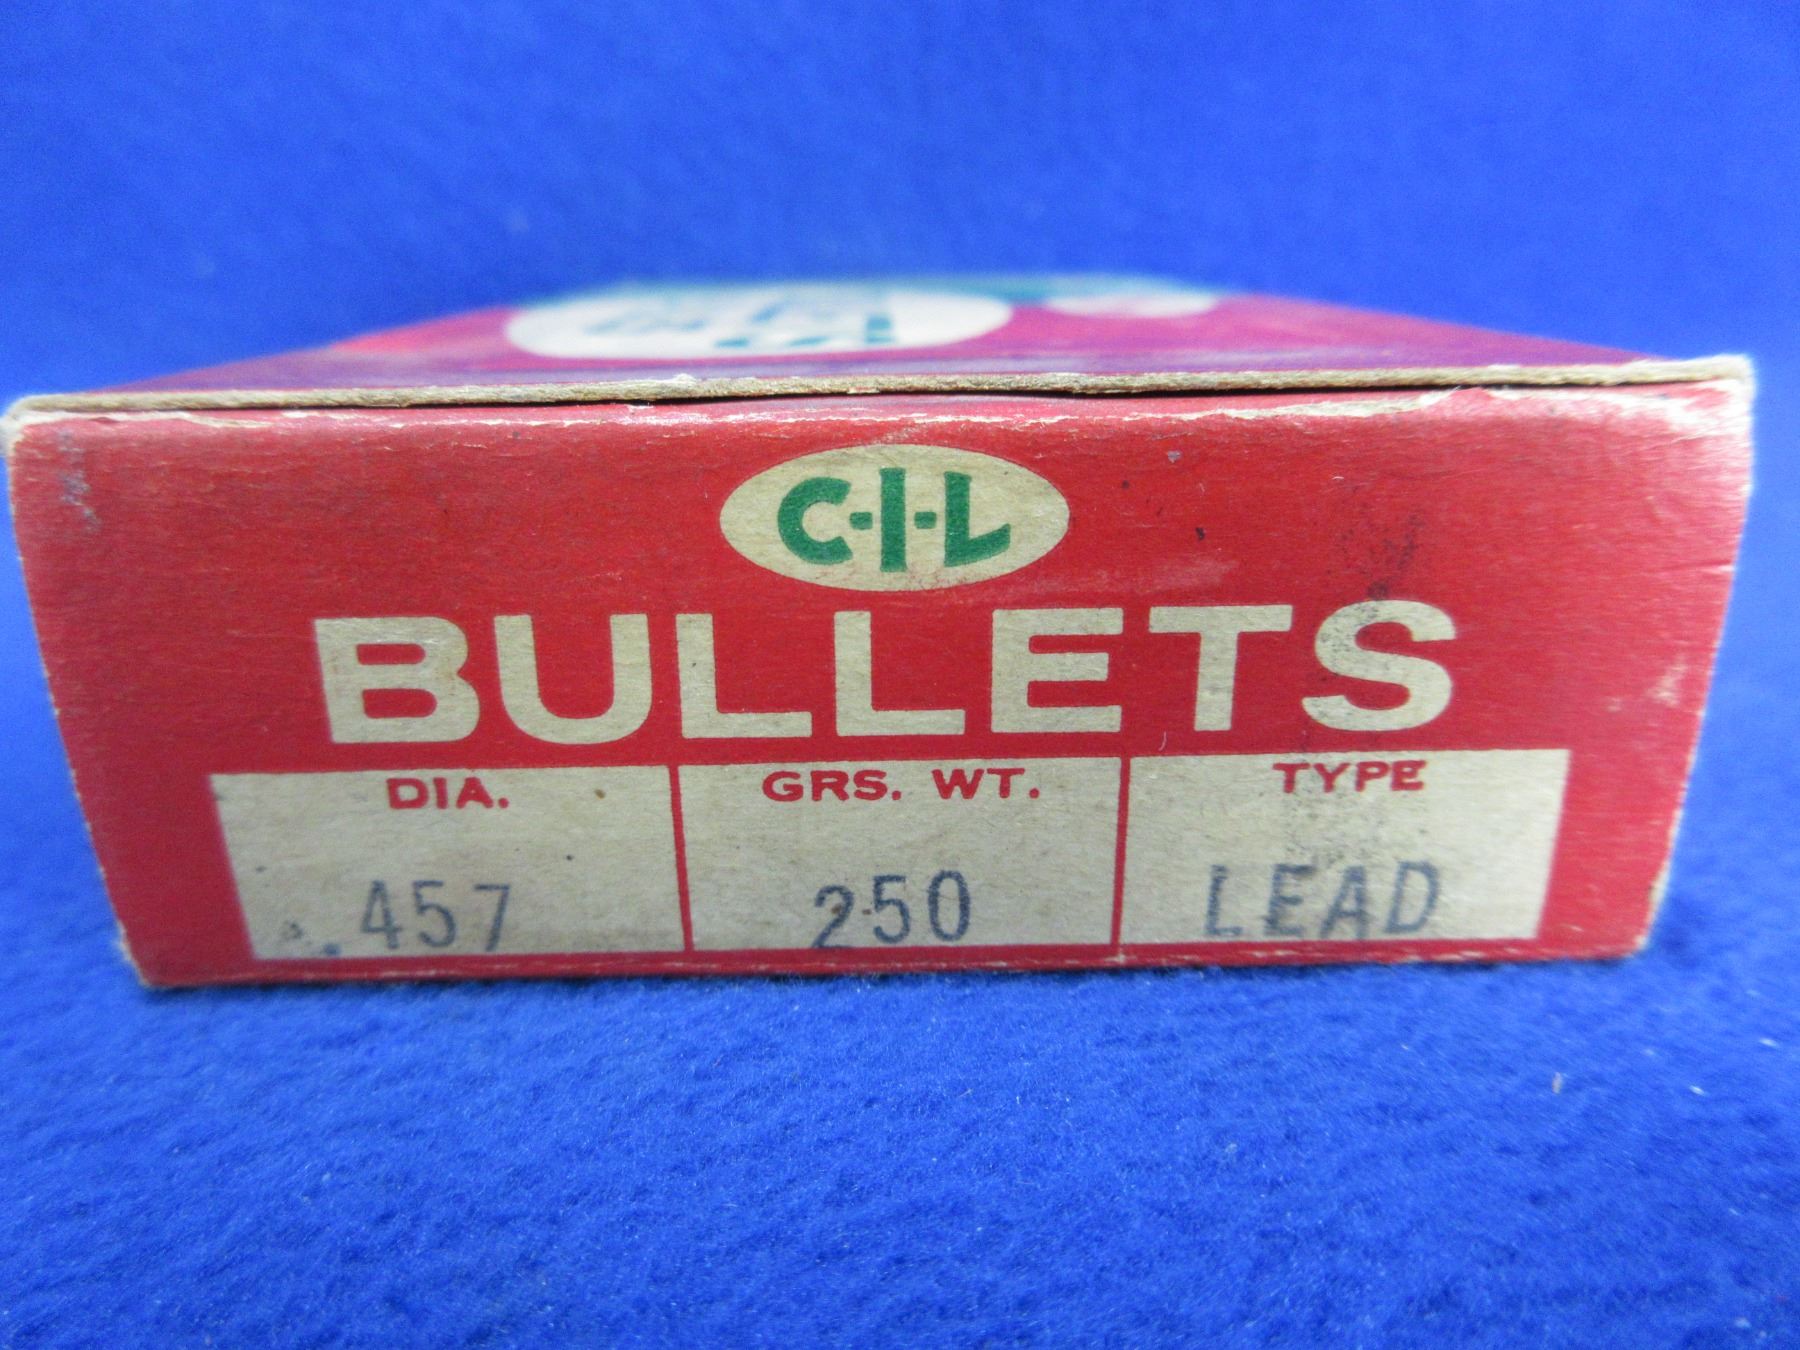 C-I-L
BULLETS
DIA. GRS. WT. TYPE
.457 250 LEAD